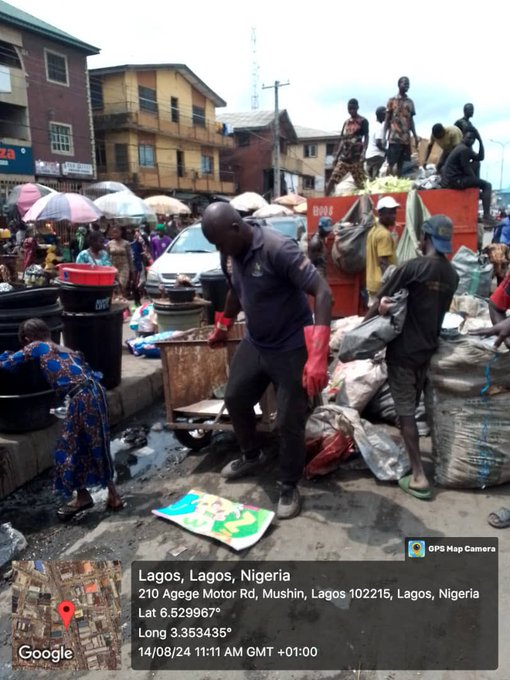 GPS Map Camera
Lagos, Lagos, Nigeria
210 Agege Motor Rd, Mushin, Lagos 102215, Lagos, Nigeria
Lat 6.529967°
Long 3.353435°
14/08/24 11:11 AM GMT +01:00
Google